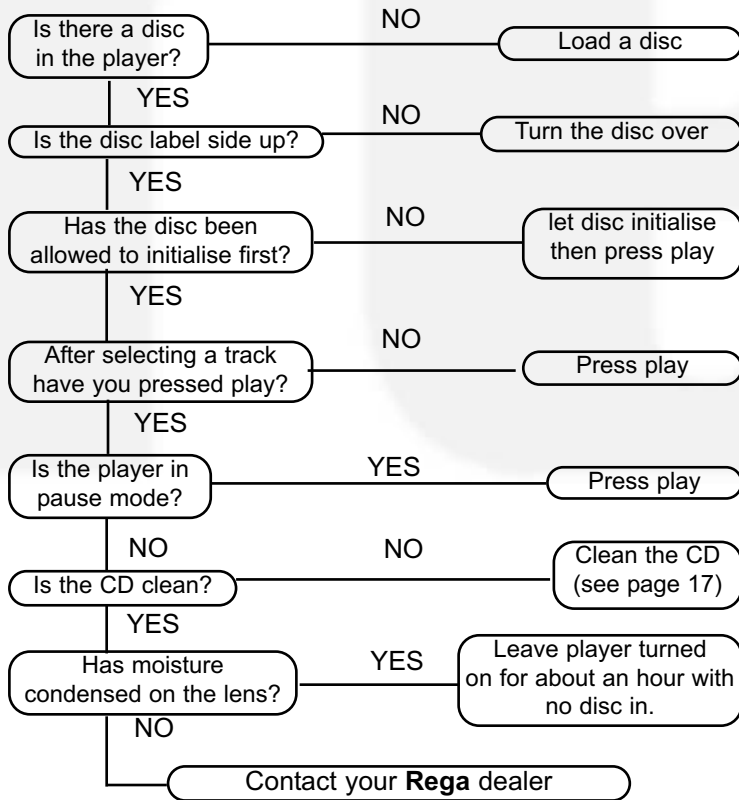 Is there a disc
in the player?
NO
Load a disc
YES
Is the disc label side up?
NO
Turn the disc over
YES
Has the disc been
allowed to initialise first?
NO
let disc initialise
then press play
YES
After selecting a track
have you pressed play?
NO
Press play
YES
Is the player in
pause mode?
YES
Press play
NO
Is the CD clean?
NO
Clean the CD
(see page 17)
YES
Has moisture
condensed on the lens?
YES
Leave player turned
on for about an hour with
no disc in.
NO
Contact your Rega dealer